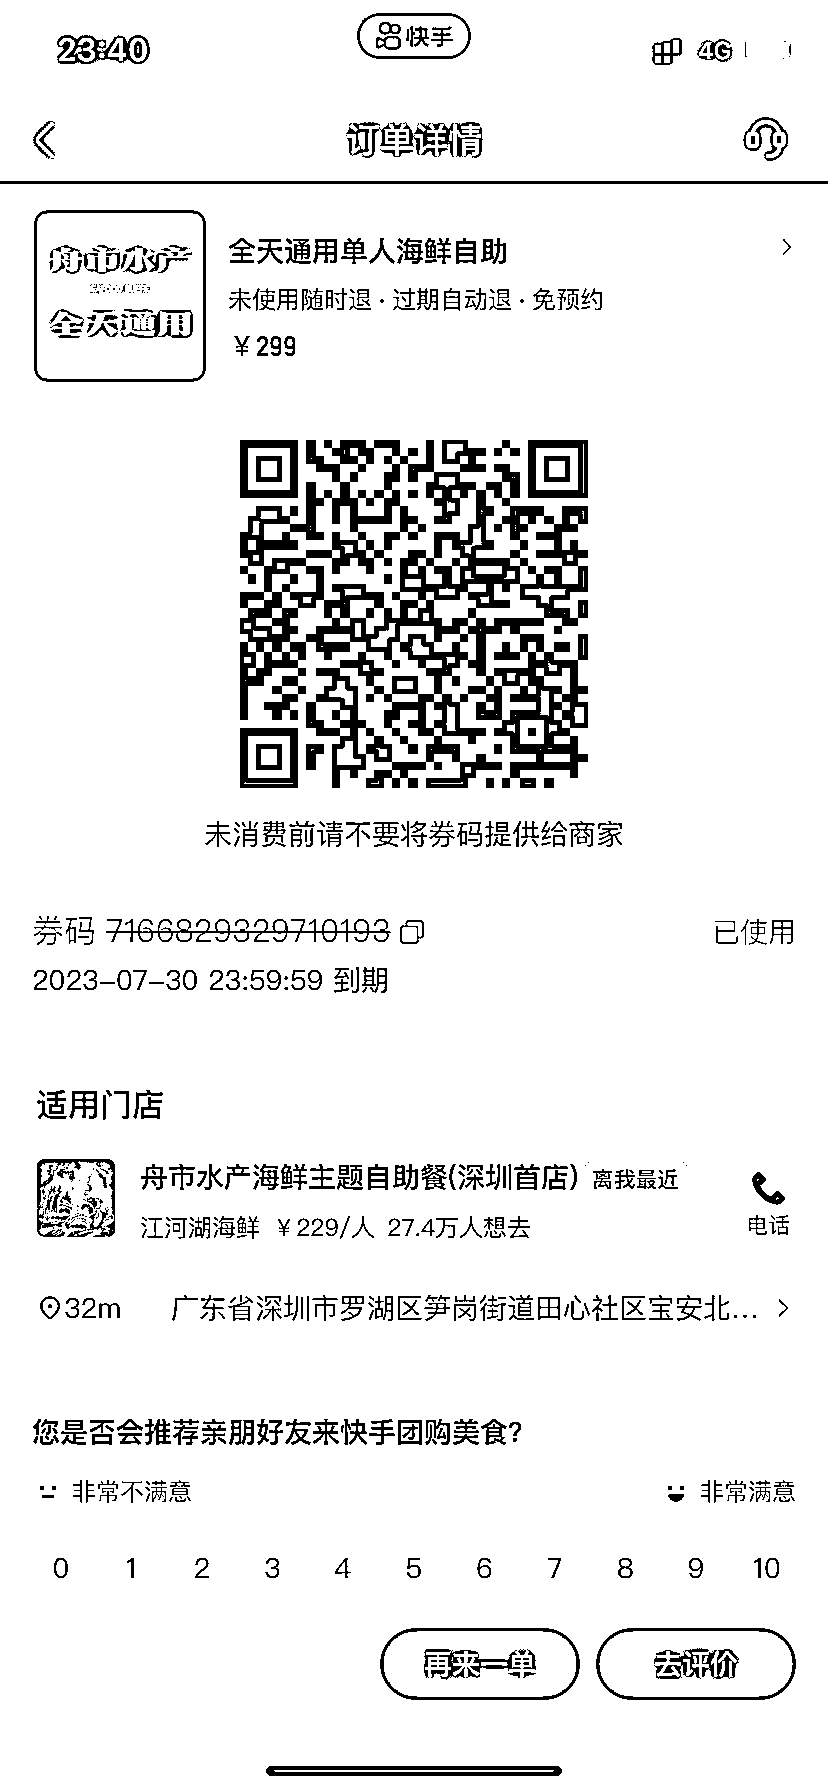 23:40
快手
4G
订单详情
舟市水产
全天通用
全天通用单人海鲜自助
未使用随时退 · 过期自动退 · 免预约
￥299
未消费前请不要将券码提供给商家
券码 7166829329710193
已使用
2023-07-30 23:59:59 到期
适用门店
舟市水产海鲜主题自助餐(深圳首店) 离我最近
江河湖海鲜 ￥229/人 27.4万人想去
电话
32m 广东省深圳市罗湖区笋岗街道田心社区宝安北...
您是否会推荐亲朋好友来快手团购美食?
非常不满意 非常满意
0 1 2 3 4 5 6 7 8 9 10
再来一单 去评价